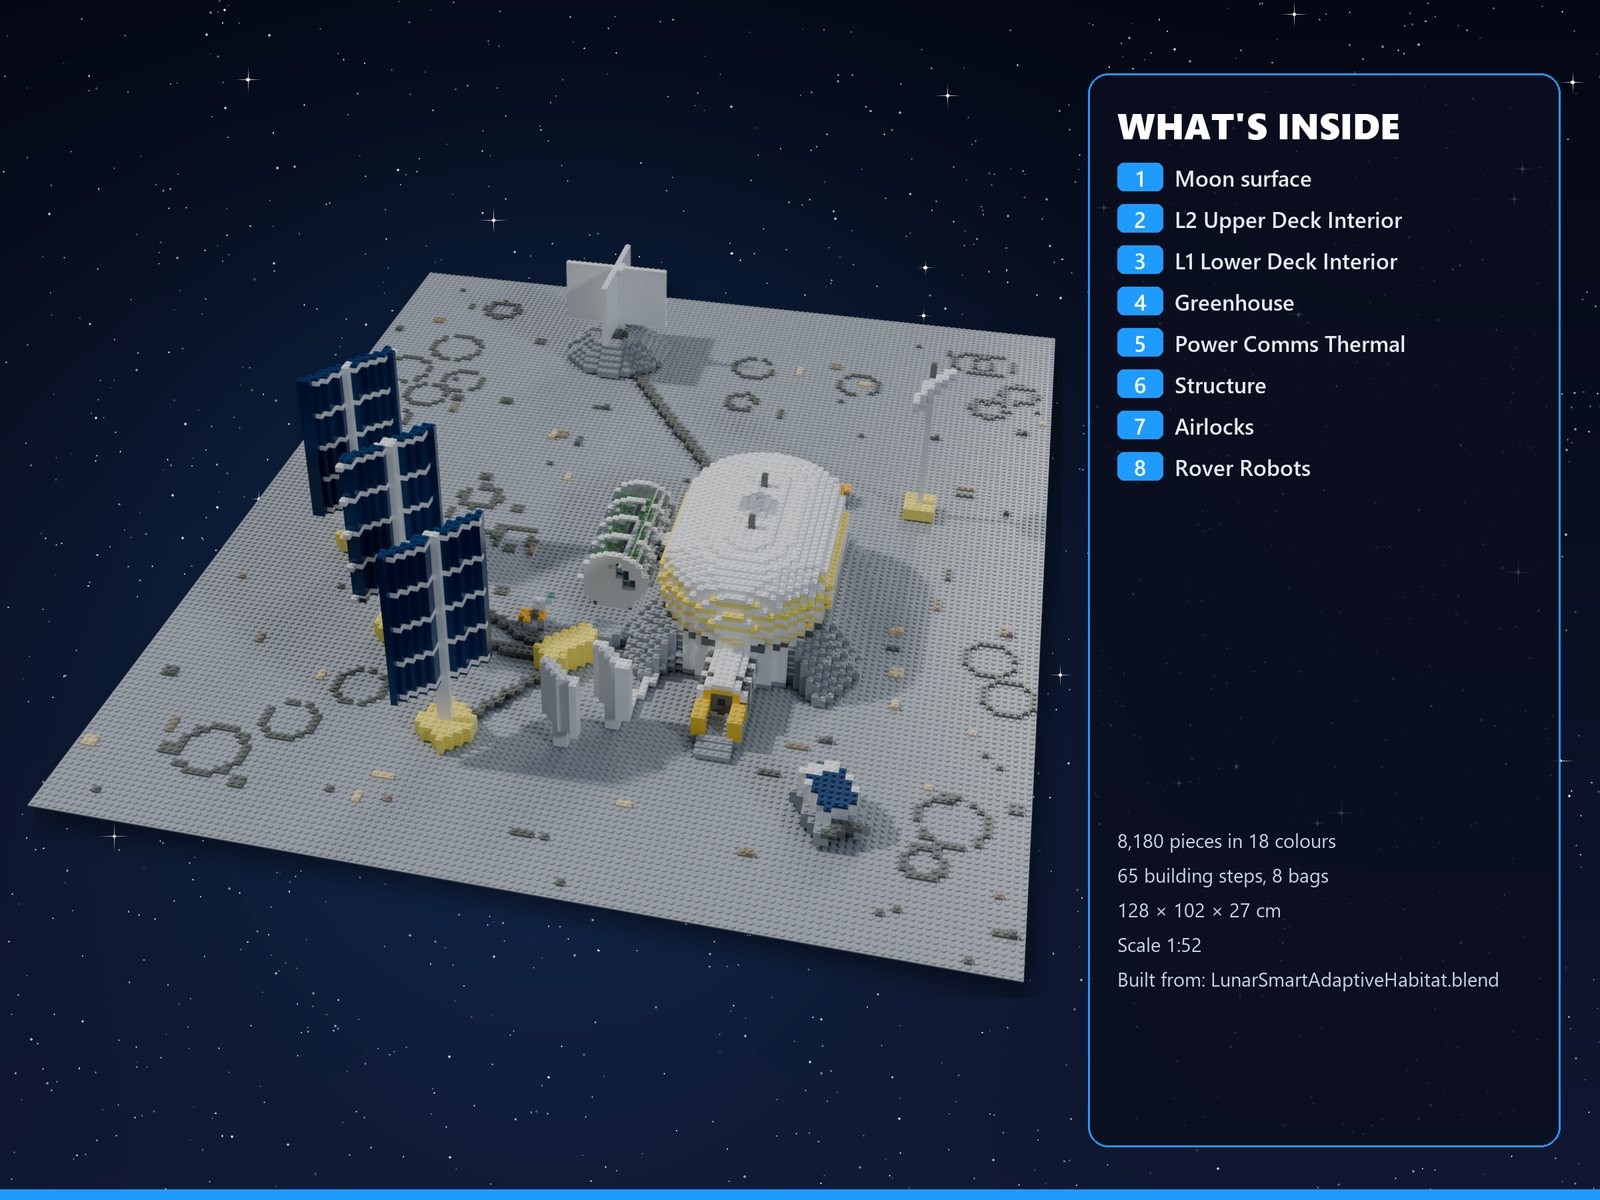 WHAT'S INSIDE
1 Moon surface
2 L2 Upper Deck Interior
3 L1 Lower Deck Interior
4 Greenhouse
5 Power Comms Thermal
6 Structure
7 Airlocks
8 Rover Robots
8,180 pieces in 18 colours
65 building steps, 8 bags
128 × 102 × 27 cm
Scale 1:52
Built from: LunarSmartAdaptiveHabitat.blend